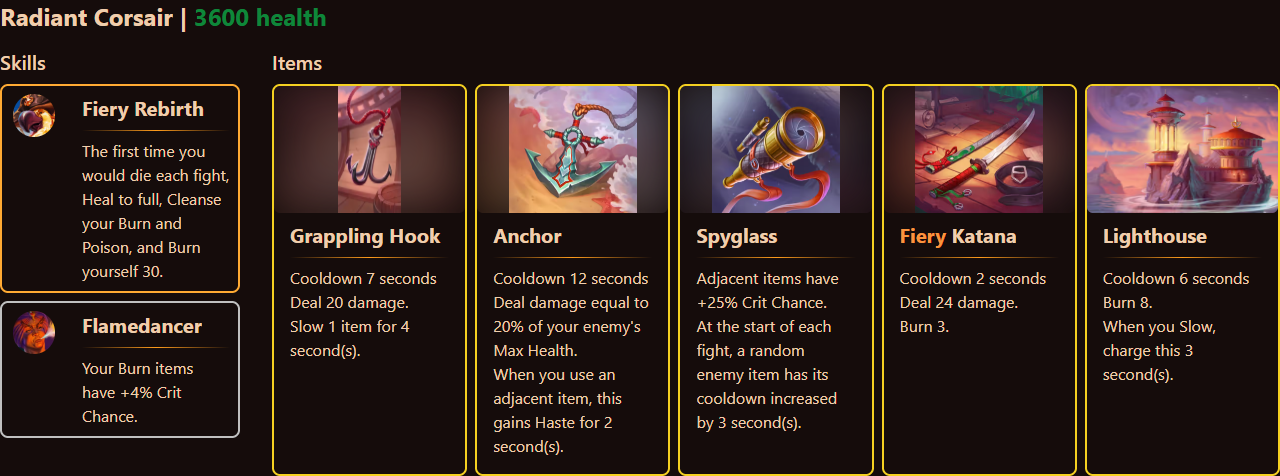 Radiant Corsair | 3600 health
Skills
Fiery Rebirth
The first time you
would die each fight,
Heal to full, Cleanse
your Burn and
Poison, and Burn
yourself 30.
Flamedancer
Your Burn items
have +4% Crit
Chance.
Items
Grappling Hook
Cooldown 7 seconds
Deal 20 damage.
Slow 1 item for 4
second(s).
Anchor
Cooldown 12 seconds
Deal damage equal to
20% of your enemy's
Max Health.
When you use an
adjacent item, this
gains Haste for 2
second(s).
Spyglass
Adjacent items have
+25% Crit Chance.
At the start of each
fight, a random
enemy item has its
cooldown increased
by 3 second(s).
Fiery Katana
Cooldown 2 seconds
Deal 24 damage.
Burn 3.
Lighthouse
Cooldown 6 seconds
Burn 8.
When you Slow,
charge this 3
second(s).